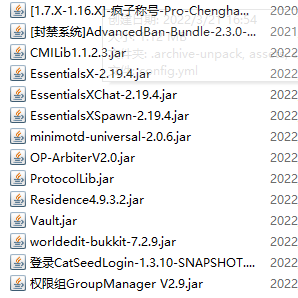 [1.7.X-1.16.X]-疯子称号-Pro-Chengha... 2020
[封禁系统]AdvancedBan-Bundle-2.3.0-... 2021
CMILib1.1.2.3.jar 2022
EssentialsX-2.19.4.jar 2022
EssentialsXChat-2.19.4.jar 2022
EssentialsXSpawn-2.19.4.jar 2022
minimotd-universal-2.0.6.jar 2022
OP-ArbiterV2.0.jar 2022
ProtocolLib.jar 2022
Residence4.9.3.2.jar 2022
Vault.jar 2022
worldedit-bukkit-7.2.9.jar 2022
登录CatSeedLogin-1.3.10-SNAPSHOT.... 2022
权限组GroupManager V2.9.jar 2022